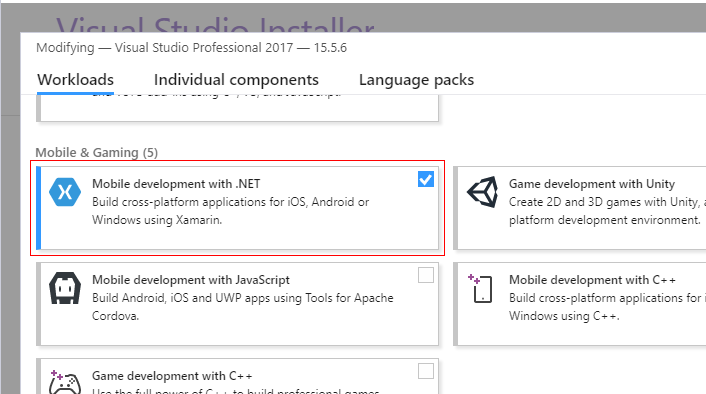 Visual Studio Installer
Modifying — Visual Studio Professional 2017 — 15.5.6
Workloads Individual components Language packs
Mobile & Gaming (5)
Mobile development with .NET
Build cross-platform applications for iOS, Android or
Windows using Xamarin.
Game development with Unity
Create 2D and 3D games with Unity, a
platform development environment.
Mobile development with JavaScript
Build Android, iOS and UWP apps using Tools for Apache
Cordova.
Mobile development with C++
Build cross-platform applications for i
Windows using C++.
Game development with C++
Use the full power of C++ to build professional games